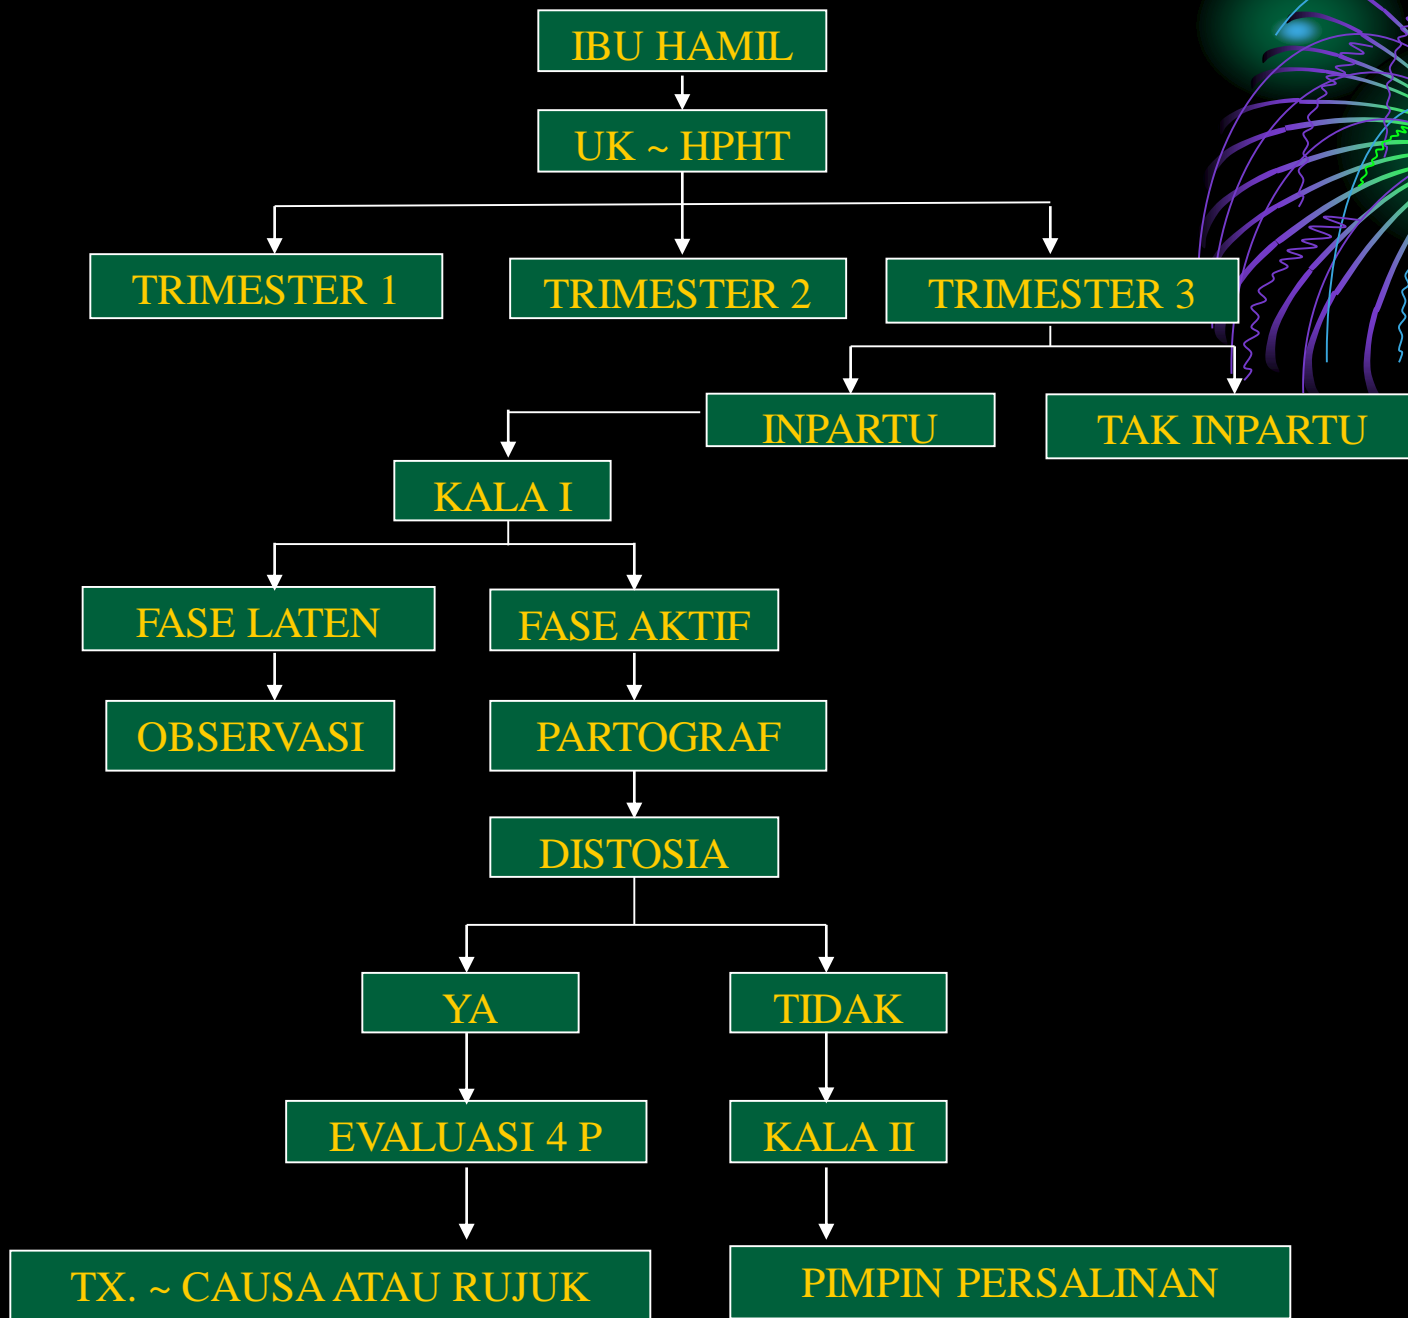 IBU HAMIL
UK ~ HPHT
TRIMESTER 1
TRIMESTER 2
TRIMESTER 3
INPARTU
TAK INPARTU
KALA I
FASE LATEN
FASE AKTIF
OBSERVASI
PARTOGRAF
DISTOSIA
YA
TIDAK
EVALUASI 4 P
KALA II
TX. ~ CAUSA ATAU RUJUK
PIMPIN PERSALINAN